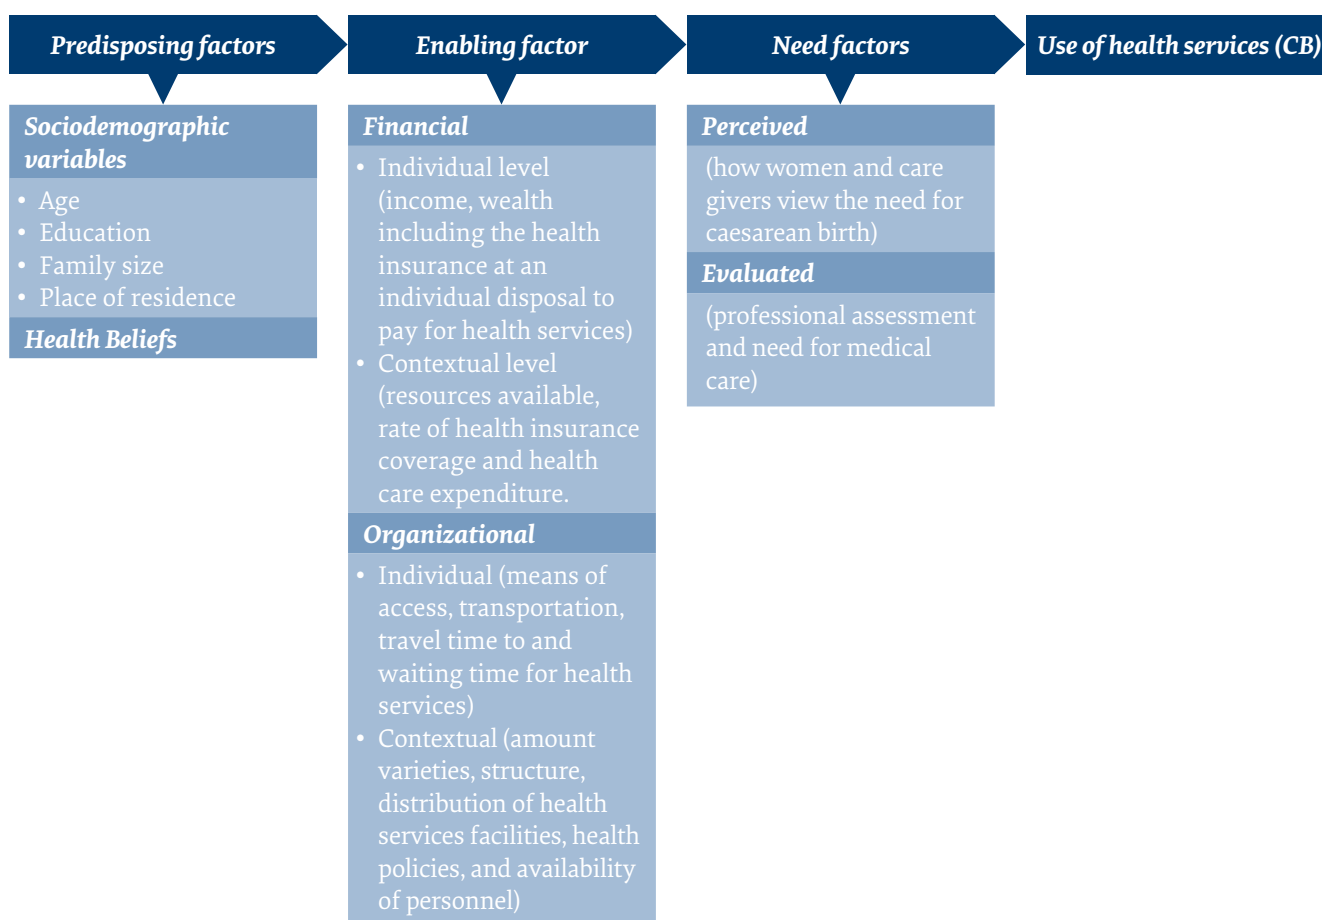 Predisposing factors
Enabling factor
Need factors
Use of health services (CB)
Sociodemographic
variables
• Age
• Education
• Family size
• Place of residence
Health Beliefs
Financial
• Individual level
(income, wealth
including the health
insurance at an
individual disposal to
pay for health services)
• Contextual level
(resources available,
rate of health insurance
coverage and health
care expenditure.
Organizational
• Individual (means of
access, transportation,
travel time to and
waiting time for health
services)
• Contextual (amount
varieties, structure,
distribution of health
services facilities, health
policies, and availability
of personnel)
Perceived
(how women and care
givers view the need for
caesarean birth)
Evaluated
(professional assessment
and need for medical
care)